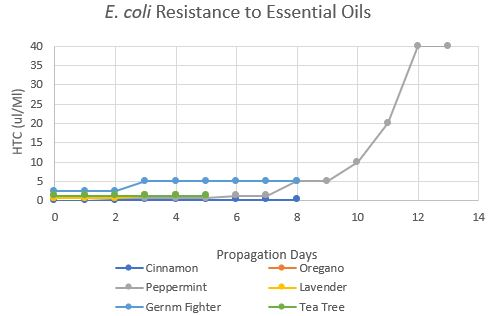 E. coli Resistance to Essential Oils
HTC (ul/Ml)
40
35
30
25
20
15
10
5
0
0 2 4 6 8 10 12 14
Propagation Days
Cinnamon Oregano
Peppermint Lavender
Gernm Fighter Tea Tree